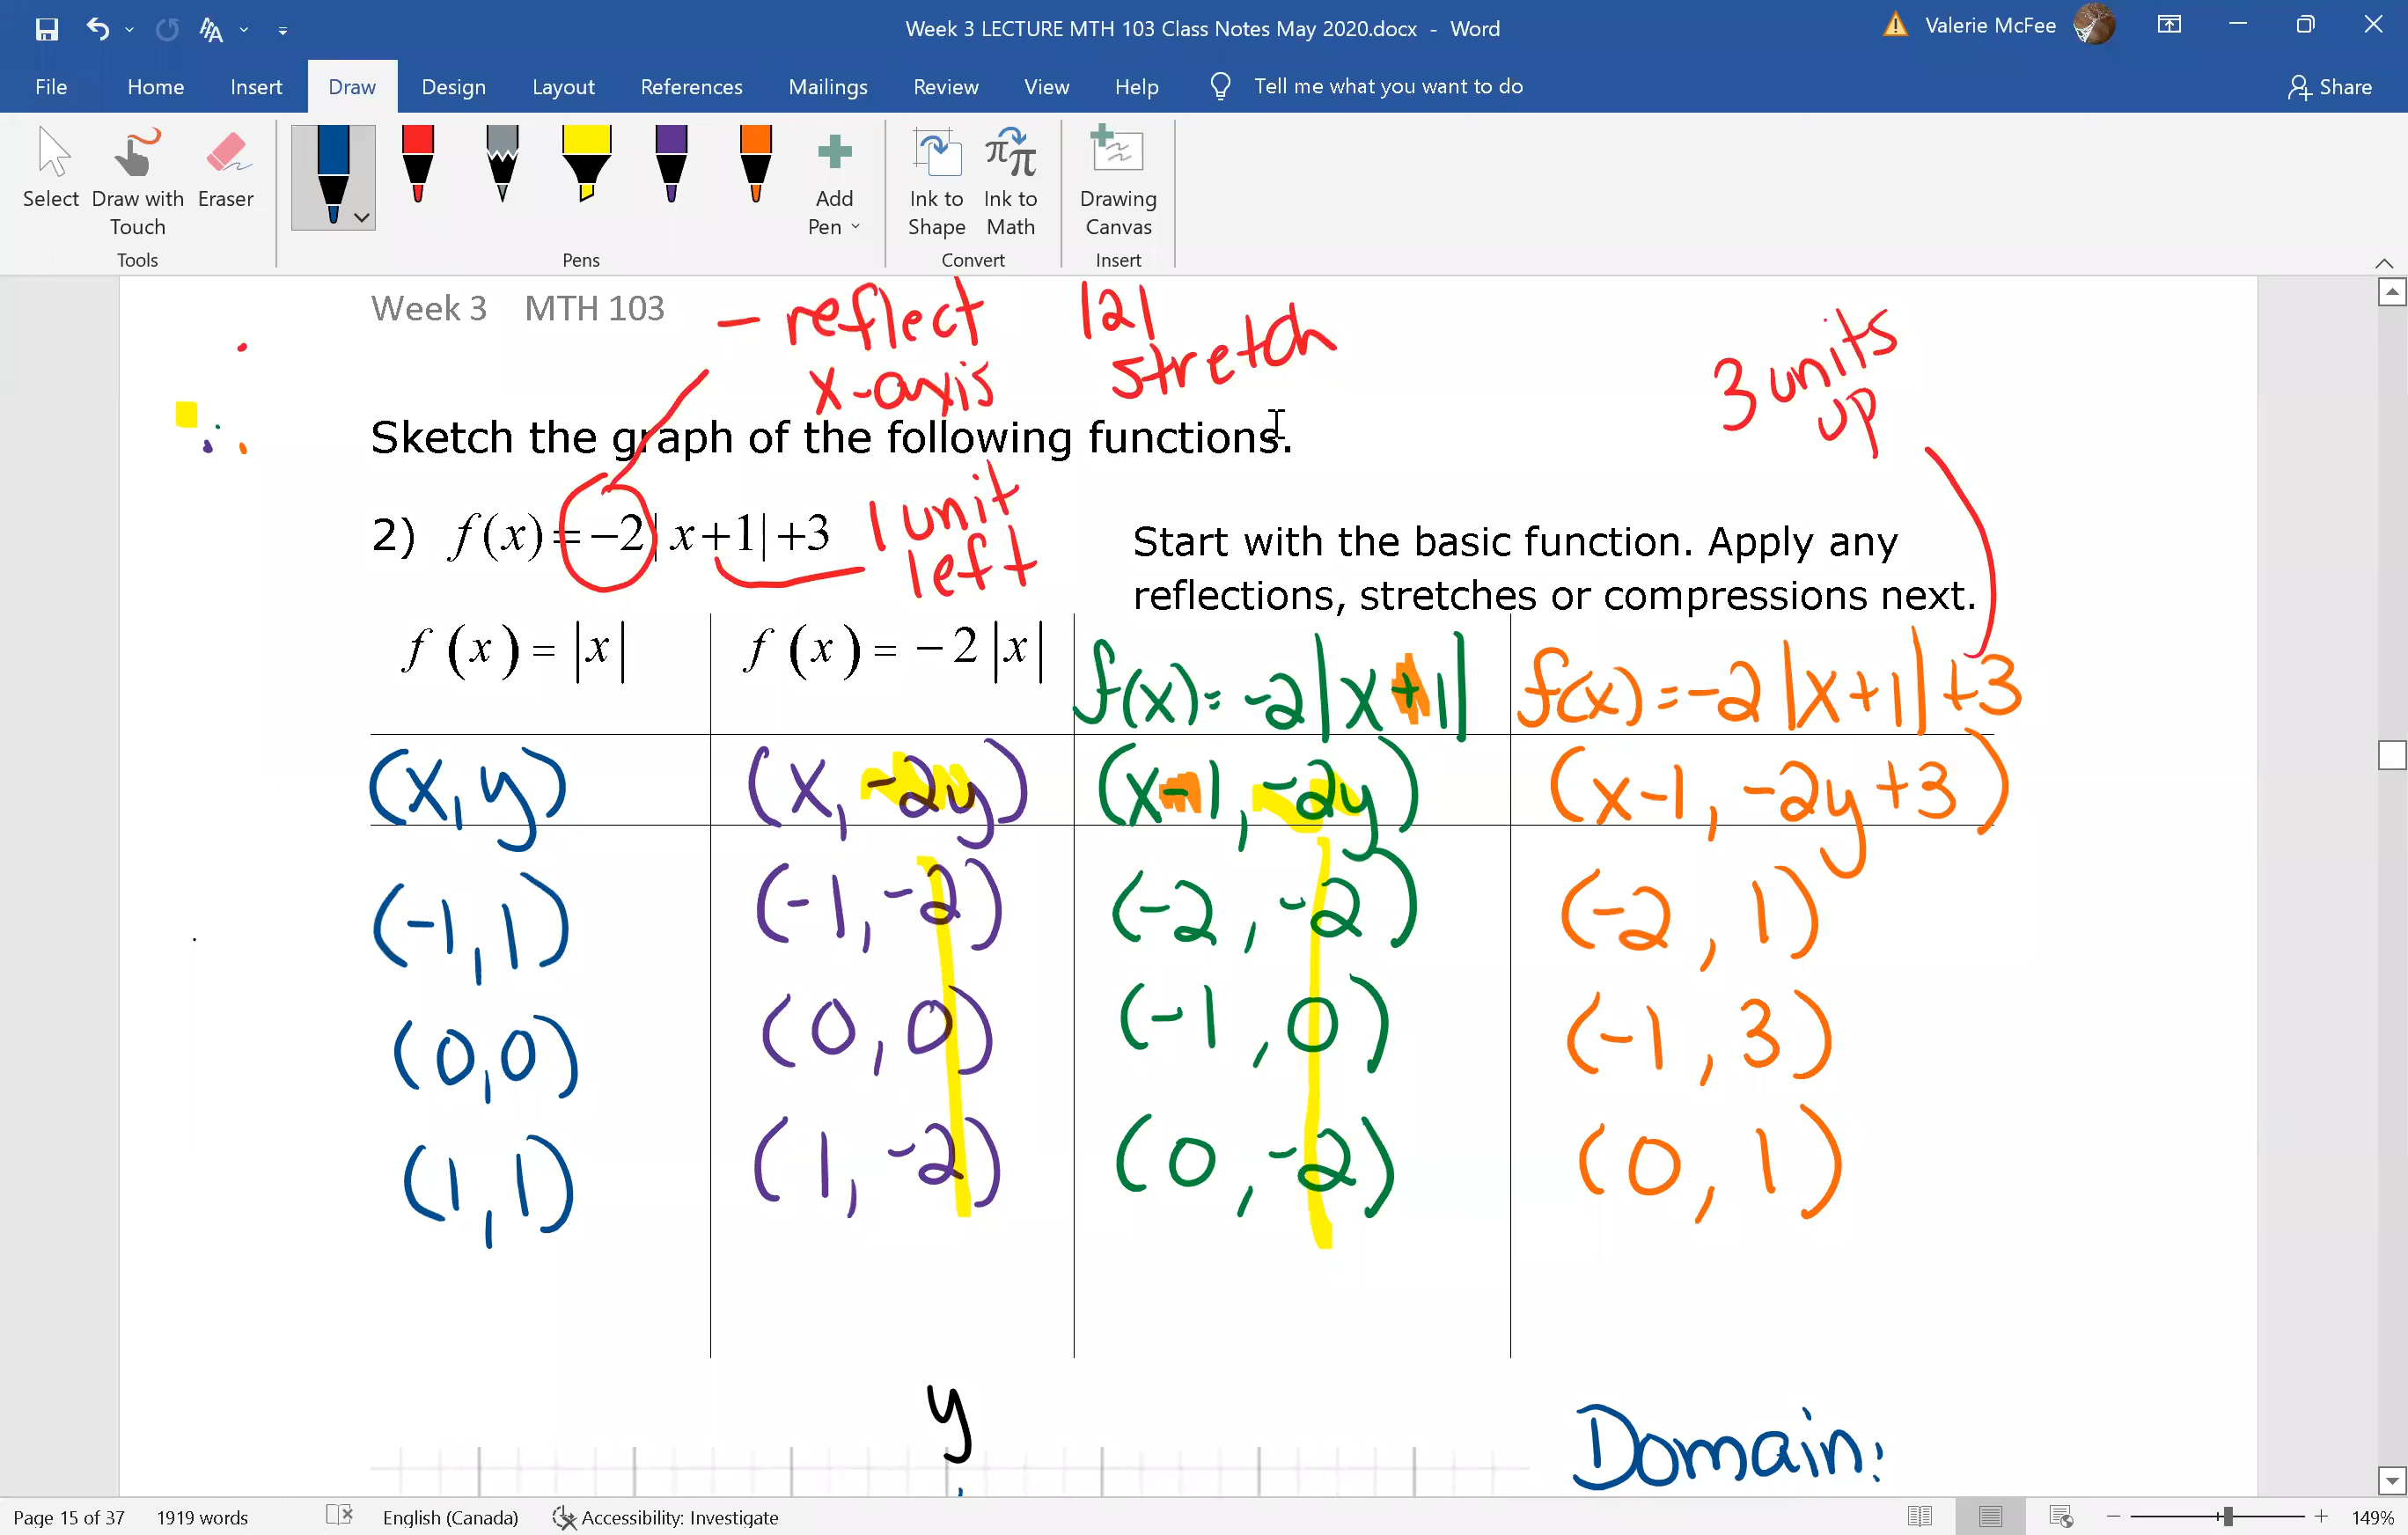 Week 3 LECTURE MTH 103 Class Notes May 2020.docx - Word
Valerie McFee
File Home Insert Draw Design Layout References Mailings Review View Help Tell me what you want to do
Share
Select
Draw with Touch
Eraser
Add Pen
Ink to Shape
Ink to Math
Drawing Canvas
Tools
Pens
Convert
Insert
Week 3 MTH 103
- reflect
x-axis
|2|
stretch
3 units
up
Sketch the graph of the following functions.
2) f(x)=-2|x+1|+3
1 unit
left
Start with the basic function. Apply any
reflections, stretches or compressions next.
f(x)=|x| f(x)=-2|x| f(x)=-2|x+1| f(x)=-2|x+1|+3
(x,y) (x,-2y) (x-1,-2y) (x-1,-2y+3)
(-1,1) (-1,-2) (-2,-2) (-2,1)
(0,0) (0,0) (-1,0) (-1,3)
(1,1) (1,-2) (0,-2) (0,1)
y
Domain:
Page 15 of 37 1919 words English (Canada) Accessibility: Investigate 149%